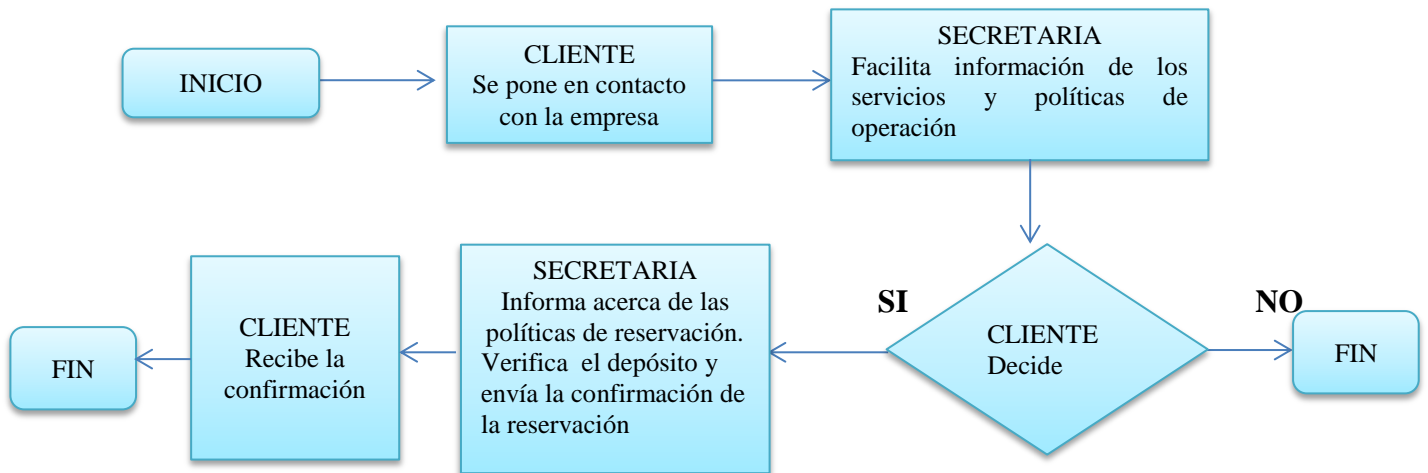 INICIO
CLIENTE
Se pone en contacto
con la empresa
SECRETARIA
Facilita información de los
servicios y políticas de
operación
CLIENTE
Decide
SI
NO
FIN
SECRETARIA
Informa acerca de las
políticas de reservación.
Verifica el depósito y
envía la confirmación de
la reservación
CLIENTE
Recibe la
confirmación
FIN